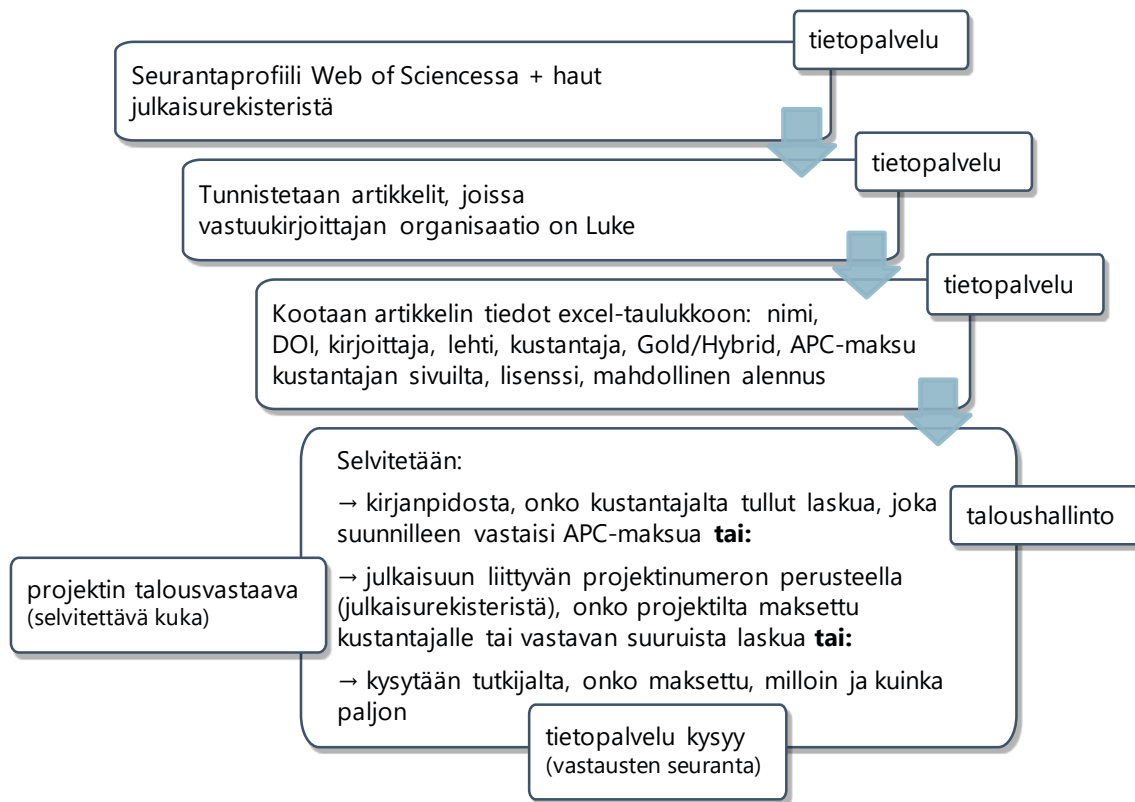 tietopalvelu
Seurantaprofiili Web of Sciencessa + haut
julkaisurekisteristä
tietopalvelu
Tunnistetaan artikkelit, joissa
vastuukirjoittajan organisaatio on Luke
tietopalvelu
Kootaan artikkelin tiedot excel-taulukkoon: nimi,
DOI, kirjoittaja, lehti, kustantaja, Gold/Hybrid, APC-maksu
kustantajan sivuilta, lisenssi, mahdollinen alennus
Selvitetään:
→ kirjanpidosta, onko kustantajalta tullut laskua, joka
suunnilleen vastaisi APC-maksua tai:
taloushallinto
projektin talousvastaava
(selvitettävä kuka)
→ julkaisuun liittyvän projektinumeron perusteella
(julkaisurekisteristä), onko projektilta maksettu
kustantajalle tai vastavan suuruista laskua tai:
→ kysytään tutkijalta, onko maksettu, milloin ja kuinka
paljon
tietopalvelu kysyy
(vastausten seuranta)